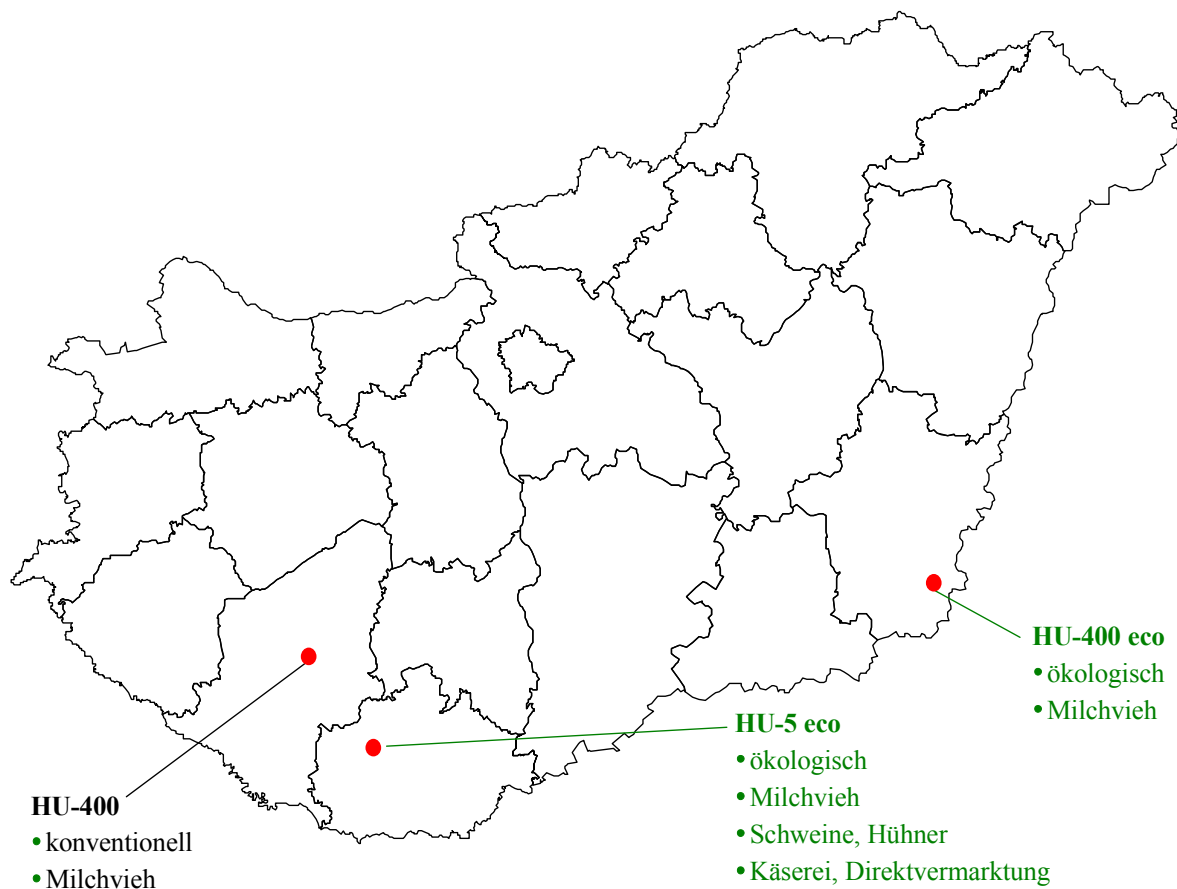 HU-400 eco
• ökologisch
• Milchvieh
HU-5 eco
• ökologisch
• Milchvieh
• Schweine, Hühner
• Käserei, Direktvermarktung
HU-400
• konventionell
• Milchvieh